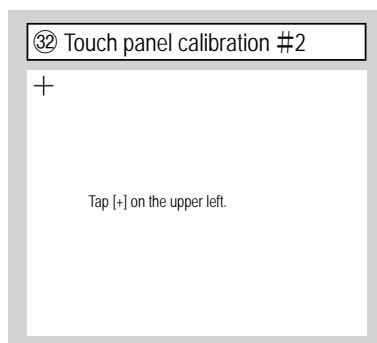 ㉜ Touch panel calibration #2
+
Tap [+] on the upper left.